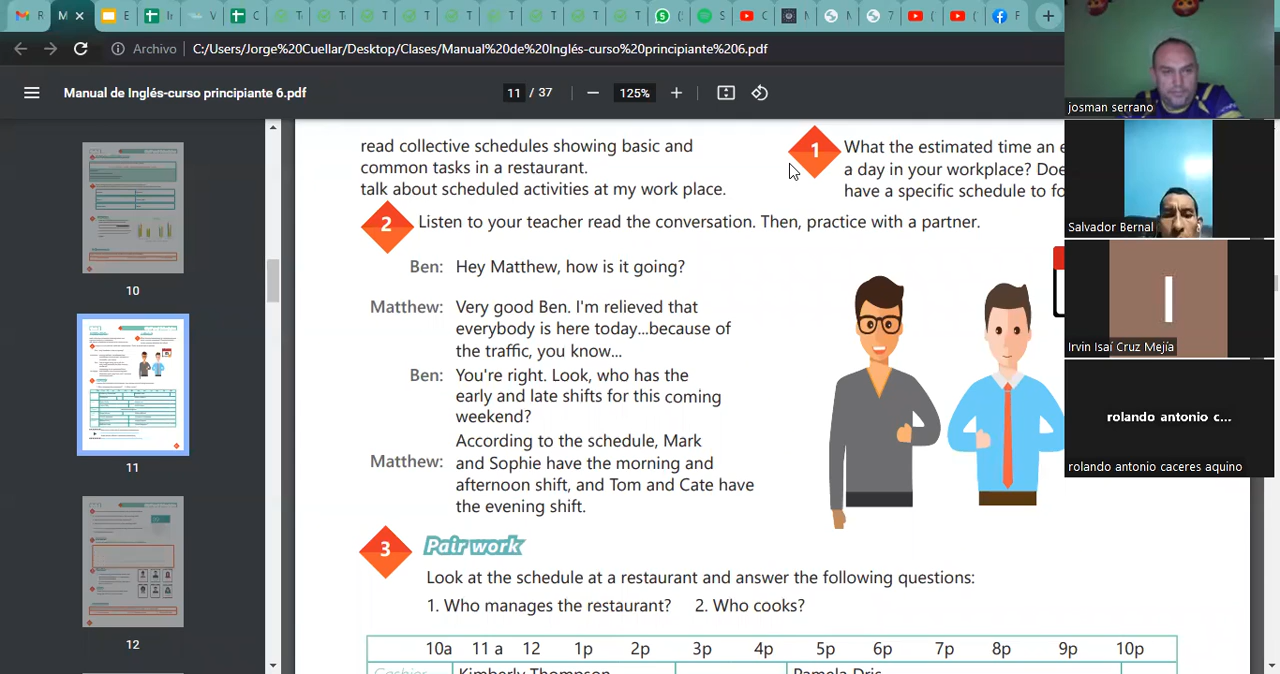 M
M
E
In
V
C
T
T
T
T
T
T
T
T
T
(
S
C
N
N
7
(
(
F
Archivo
C:/Users/Jorge%20Cuellar/Desktop/Clases/Manual%20de%20Inglés-curso%20principiante%206.pdf
Manual de Inglés-curso principiante 6.pdf
11 / 37
125%
10
11
12
read collective schedules showing basic and
common tasks in a restaurant.
talk about scheduled activities at my work place.
1
What the estimated time an e
a day in your workplace? Doe
have a specific schedule to fo
2
Listen to your teacher read the conversation. Then, practice with a partner.
Ben: Hey Matthew, how is it going?
Matthew: Very good Ben. I'm relieved that
everybody is here today...because of
the traffic, you know...
Ben: You're right. Look, who has the
early and late shifts for this coming
weekend?
According to the schedule, Mark
Matthew: and Sophie have the morning and
afternoon shift, and Tom and Cate have
the evening shift.
3
Pair work
Look at the schedule at a restaurant and answer the following questions:
1. Who manages the restaurant? 2. Who cooks?
10a 11 a 12 1p 2p 3p 4p 5p 6p 7p 8p 9p 10p
Cashier Kimberly Thompson Pamela Dris
josman serrano
Salvador Bernal
I
Irvin Isaí Cruz Mejía
rolando antonio c...
rolando antonio caceres aquino